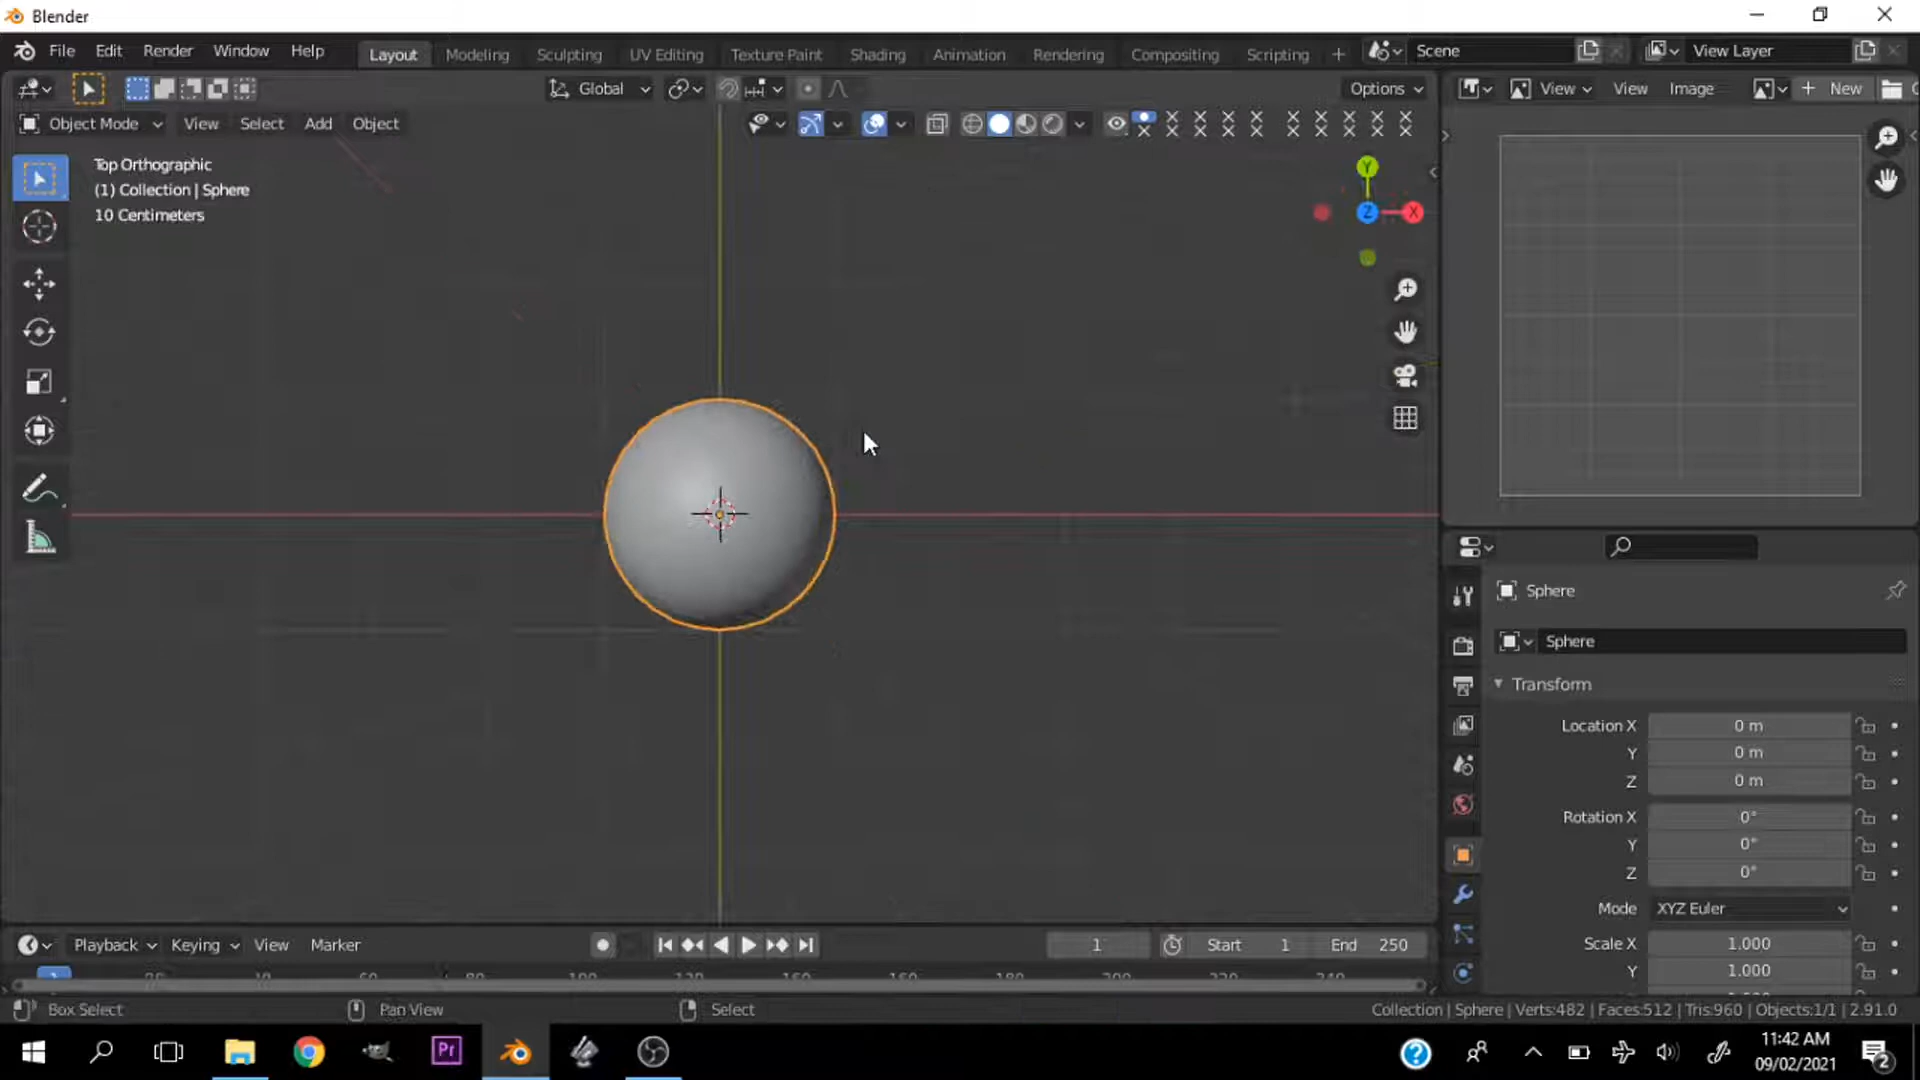 Blender
File Edit Render Window Help Layout Modeling Sculpting UV Editing Texture Paint Shading Animation Rendering Compositing Scripting + Scene View Layer
Global Options View View Image New
Object Mode View Select Add Object
Top Orthographic
(1) Collection | Sphere
10 Centimeters
Y
Z X
Sphere
Sphere
Transform
Location X 0 m
Y 0 m
Z 0 m
Rotation X 0°
Y 0°
Z 0°
Mode XYZ Euler
Scale X 1.000
Y 1.000
Playback Keying View Marker 1 Start 1 End 250
Box Select Pan View Select Collection | Sphere | Verts:482 | Faces:512 | Tris:960 | Objects:1/1 | 2.91.0
Pr
11:42 AM
09/02/2021
2